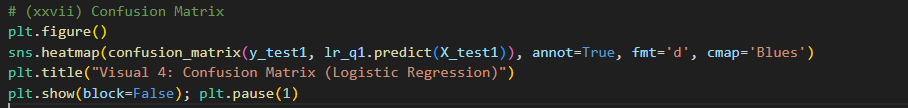 # (xxvii) Confusion Matrix
plt.figure()
sns.heatmap(confusion_matrix(y_test1, lr_q1.predict(X_test1)), annot=True, fmt='d', cmap='Blues')
plt.title("Visual 4: Confusion Matrix (Logistic Regression)")
plt.show(block=False); plt.pause(1)